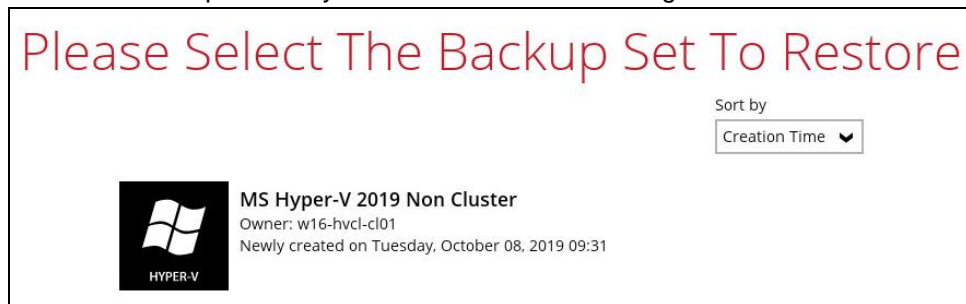 Please Select The Backup Set To Restore
Sort by
Creation Time
MS Hyper-V 2019 Non Cluster
Owner: w16-hvcl-cl01
Newly created on Tuesday, October 08, 2019 09:31
HYPER-V